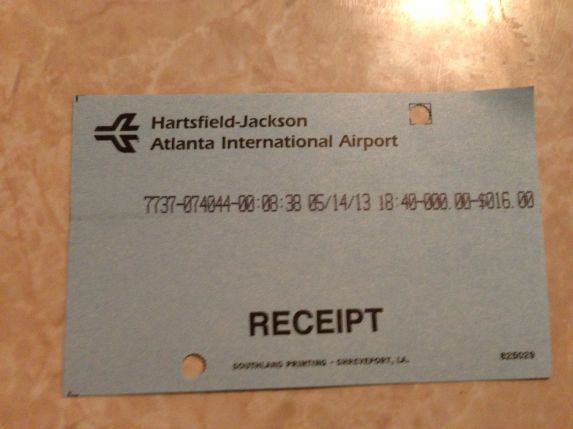 Hartsfield-Jackson
Atlanta International Airport
7737-074044-00:08:38 05/14/13 18:40-000.00-$016.00
RECEIPT
SOUTHLAND PRINTING - SHREVEPORT, LA.
825029